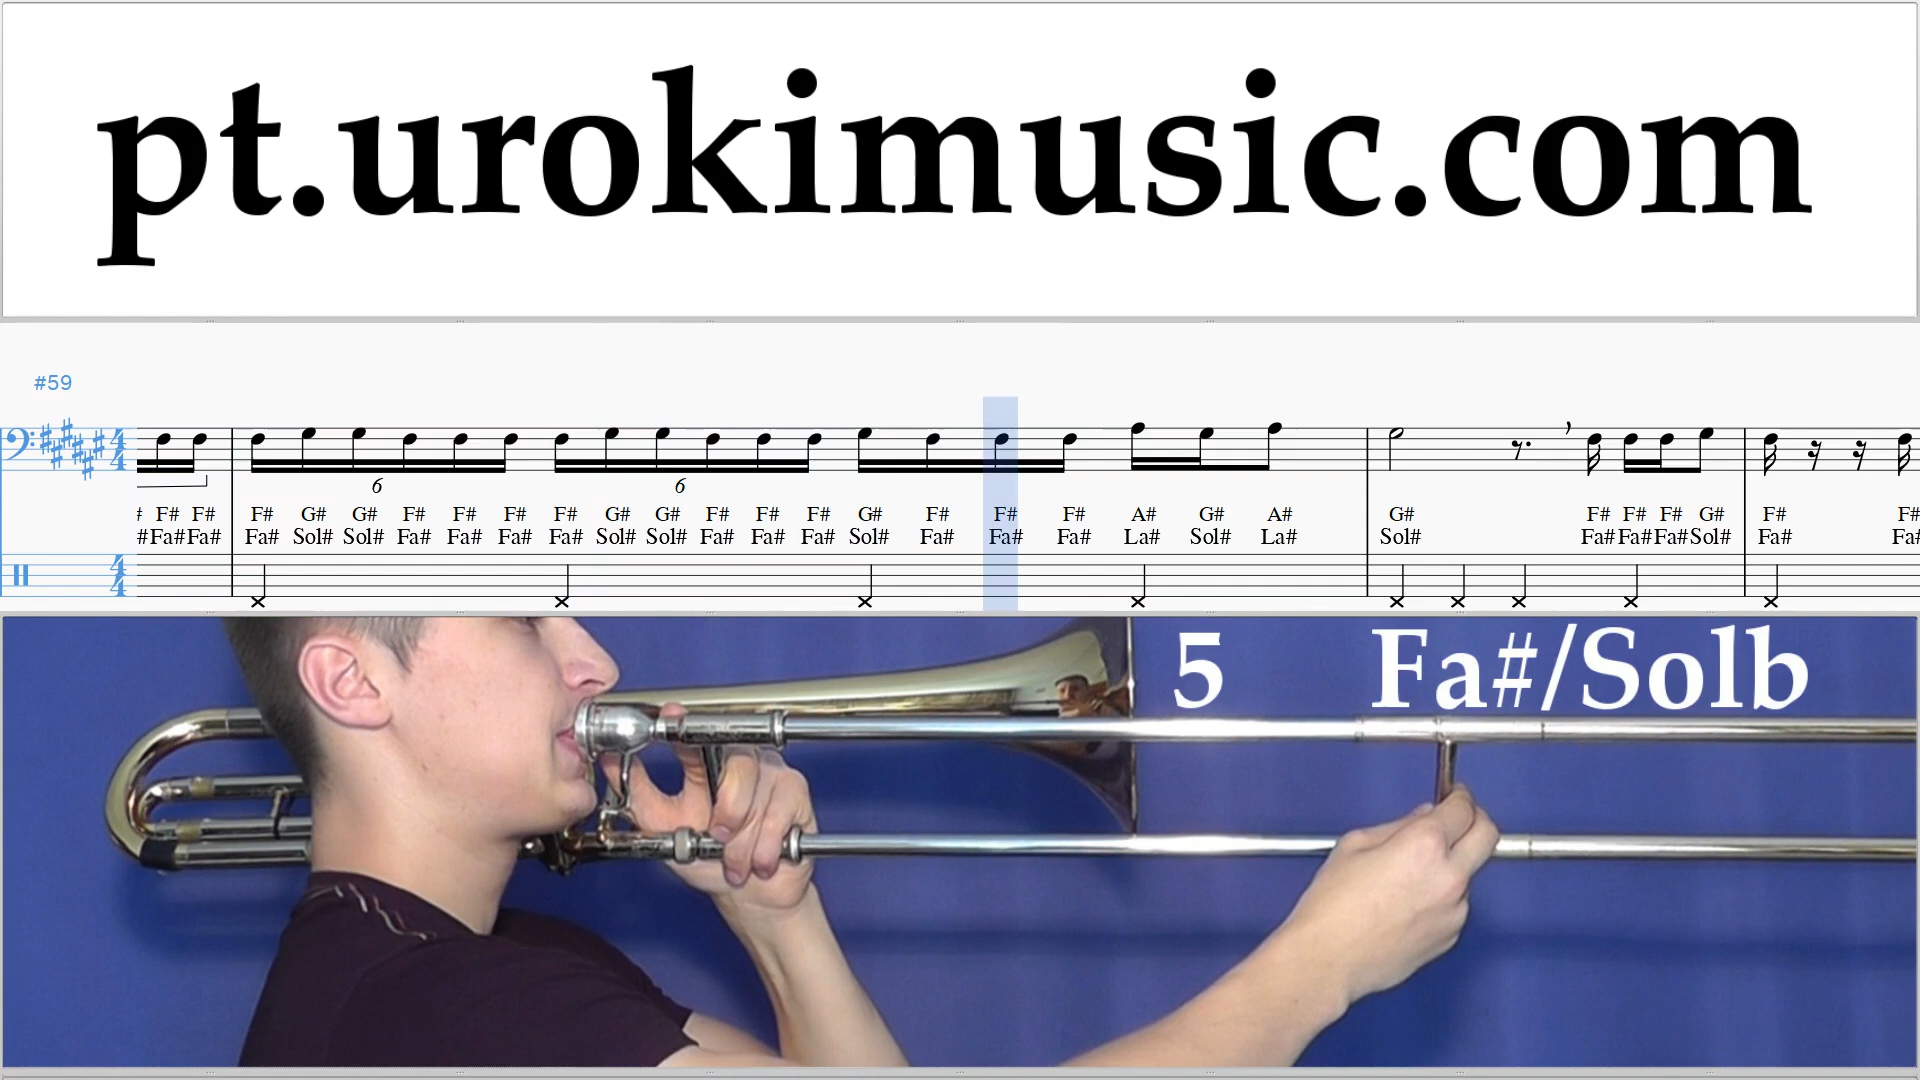 pt.urokimusic.com
#59
6 6
# F# F# F# G# G# F# F# F# F# G# G# F# F# F# G# F# F# F# A# G# A# G# F# F# F# G# F# F#
#Fa#Fa# Fa# Sol# Sol# Fa# Fa# Fa# Fa# Sol# Sol# Fa# Fa# Fa# Sol# Fa# Fa# Fa# La# Sol# La# Sol# Fa#Fa#Fa#Sol# Fa# Fa#
5 Fa#/Solb